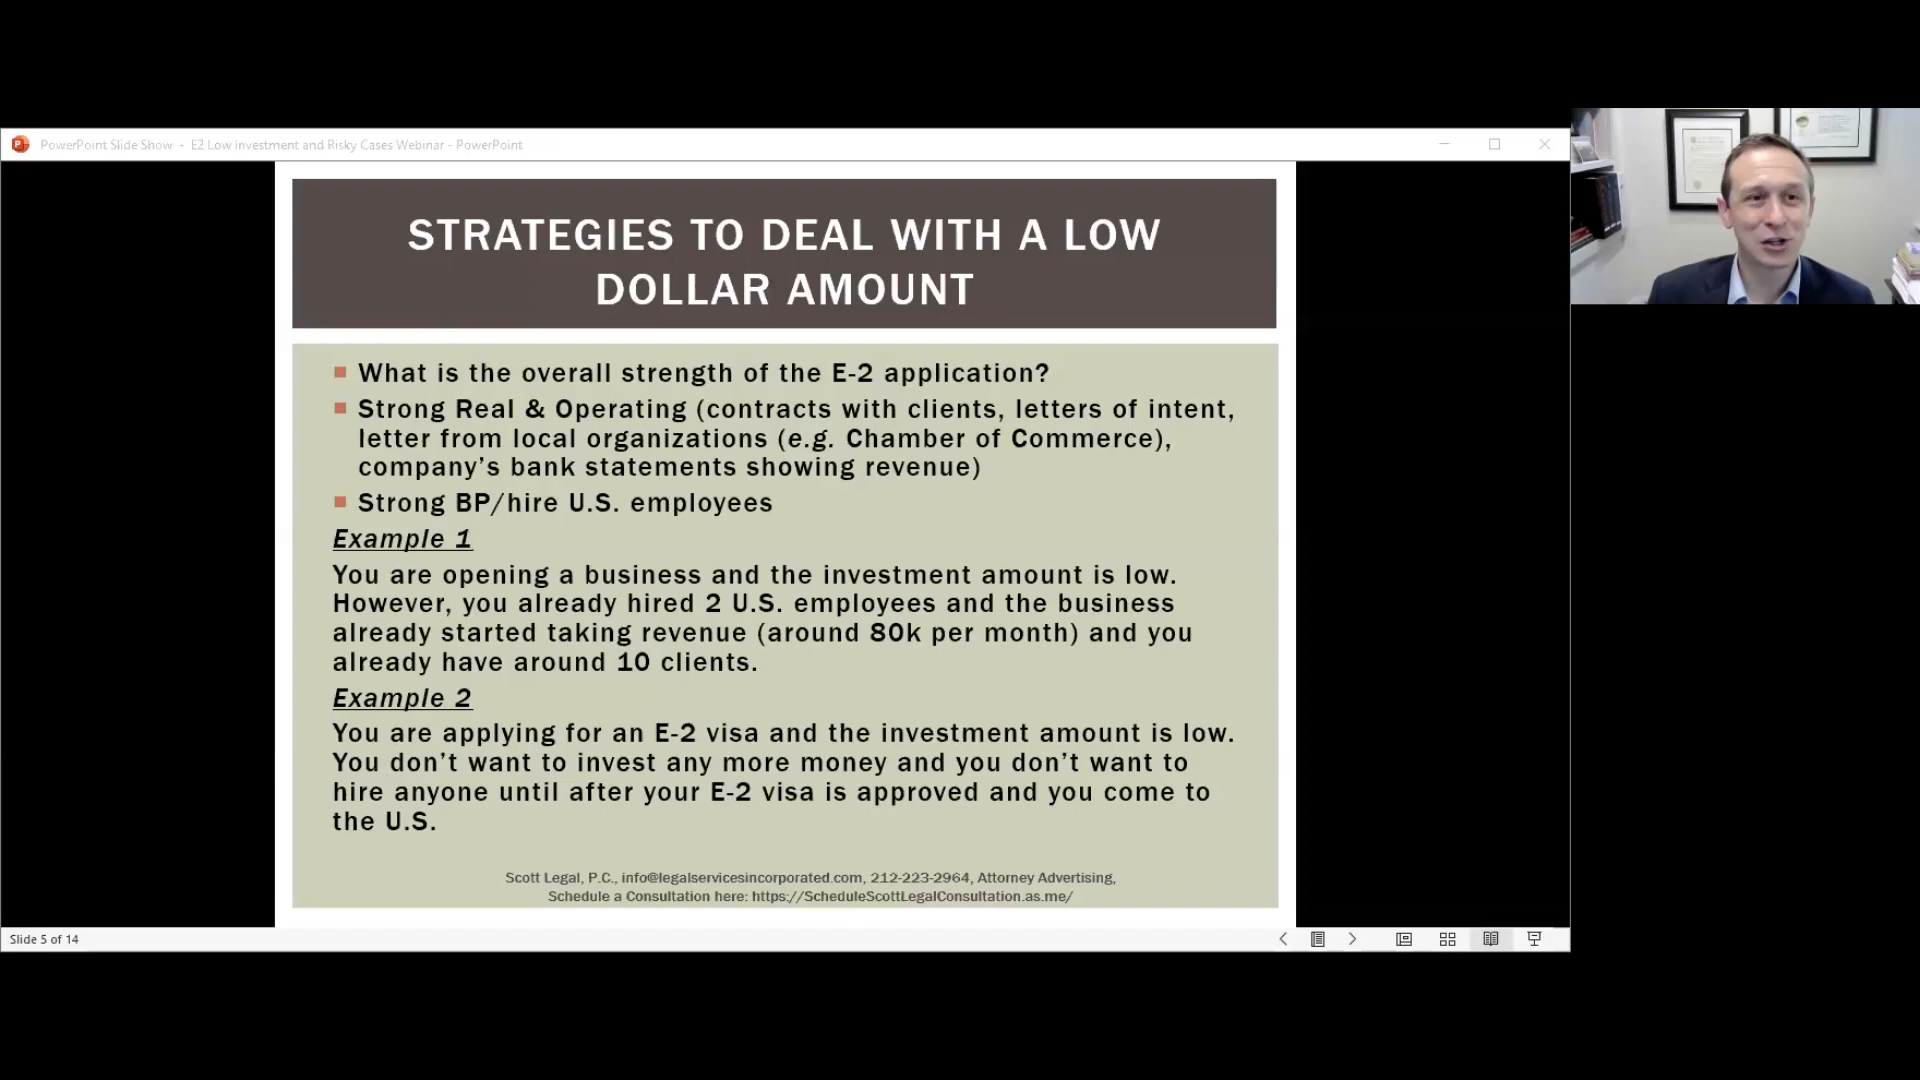 PowerPoint Slide Show - E2 Low Investment and Risky Cases Webinar - PowerPoint
STRATEGIES TO DEAL WITH A LOW
DOLLAR AMOUNT
What is the overall strength of the E-2 application?
Strong Real & Operating (contracts with clients, letters of intent,
letter from local organizations (e.g. Chamber of Commerce),
company’s bank statements showing revenue)
Strong BP/hire U.S. employees
Example 1
You are opening a business and the investment amount is low.
However, you already hired 2 U.S. employees and the business
already started taking revenue (around 80k per month) and you
already have around 10 clients.
Example 2
You are applying for an E-2 visa and the investment amount is low.
You don’t want to invest any more money and you don’t want to
hire anyone until after your E-2 visa is approved and you come to
the U.S.
Scott Legal, P.C., info@legalservicesincorporated.com, 212-223-2964, Attorney Advertising,
Schedule a Consultation here: https://ScheduleScottLegalConsultation.as.me/
Slide 5 of 14